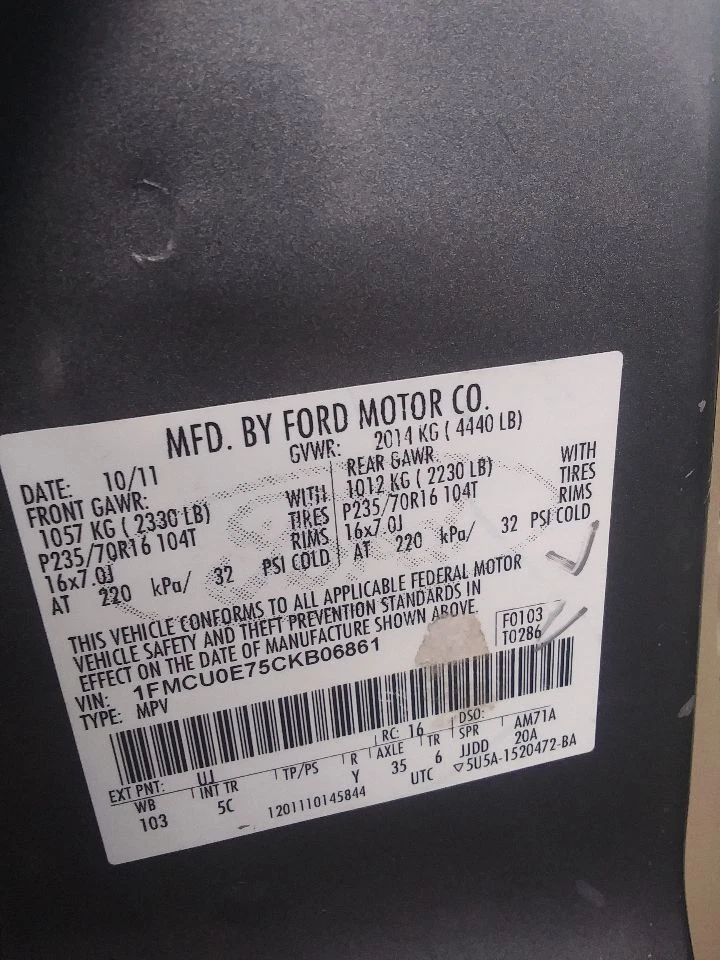 MFD. BY FORD MOTOR CO.
DATE: 10/11 GVWR: 2014 KG ( 4440 LB)
FRONT GAWR: REAR GAWR
1057 KG ( 2330 LB) WITH 1012 KG ( 2230 LB) WITH
P235/70R16 104T TIRES P235/70R16 104T TIRES
16x7.0J RIMS 16x7.0J RIMS
AT 220 kPa/ 32 PSI COLD AT 220 kPa/ 32 PSI COLD
THIS VEHICLE CONFORMS TO ALL APPLICABLE FEDERAL MOTOR
VEHICLE SAFETY AND THEFT PREVENTION STANDARDS IN
EFFECT ON THE DATE OF MANUFACTURE SHOWN ABOVE.
VIN: 1FMCU0E75CKB06861 F0103
TYPE: MPV T0286
EXT PNT: UJ RC: 16 DSO: AM71A
WB INT TR TP/PS R AXLE TR SPR 20A
103 5C Y 35 6 JJDD
1201110145844 UTC ▽5U5A-1520472-BA